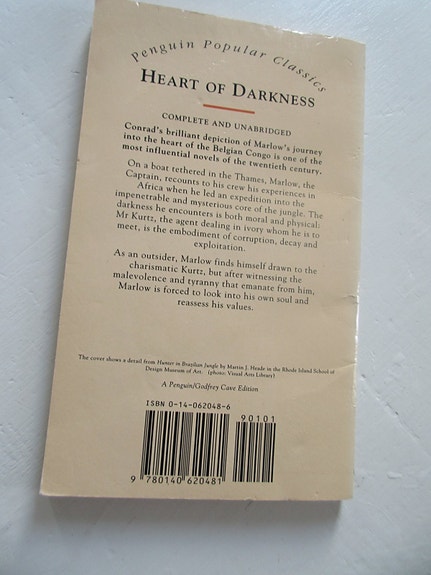 Penguin Popular Classics
HEART OF DARKNESS
COMPLETE AND UNABRIDGED
Conrad's brilliant depiction of Marlow's journey
into the heart of the Belgian Congo is one of the
most influential novels of the twentieth century.
On a boat tethered in the Thames, Marlow, the
Captain, recounts to his crew his experiences in
Africa when he led an expedition into the
impenetrable and mysterious core of the jungle. The
darkness he encounters is both moral and physical:
Mr Kurtz, the agent dealing in ivory whom he is to
meet, is the embodiment of corruption, decay and
exploitation.
As an outsider, Marlow finds himself drawn to the
charismatic Kurtz, but after witnessing the
malevolence and tyranny that emanate from him,
Marlow is forced to look into his own soul and
reassess his values.
The cover shows a detail from Hunter in Brazilian Jungle by Martin J. Heade in the Rhode Island School of
Design Museum of Art. (photo: Visual Arts Library)
A Penguin/Godfrey Cave Edition
ISBN 0-14-062048-6
90101
9 780140 620481